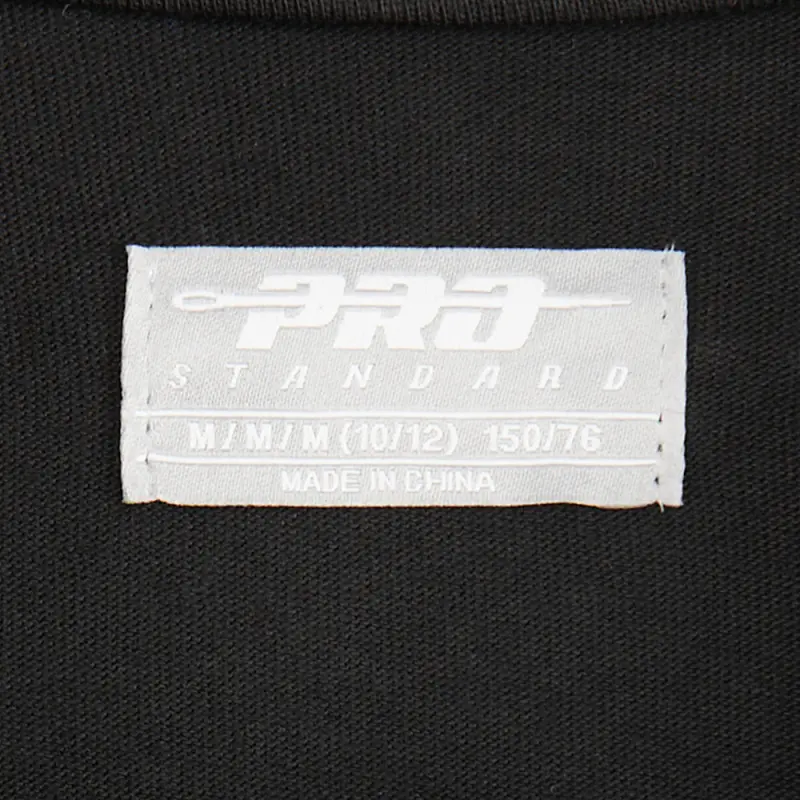 PRO
STANDARD
M/M/M (10/12) 150/76
MADE IN CHINA